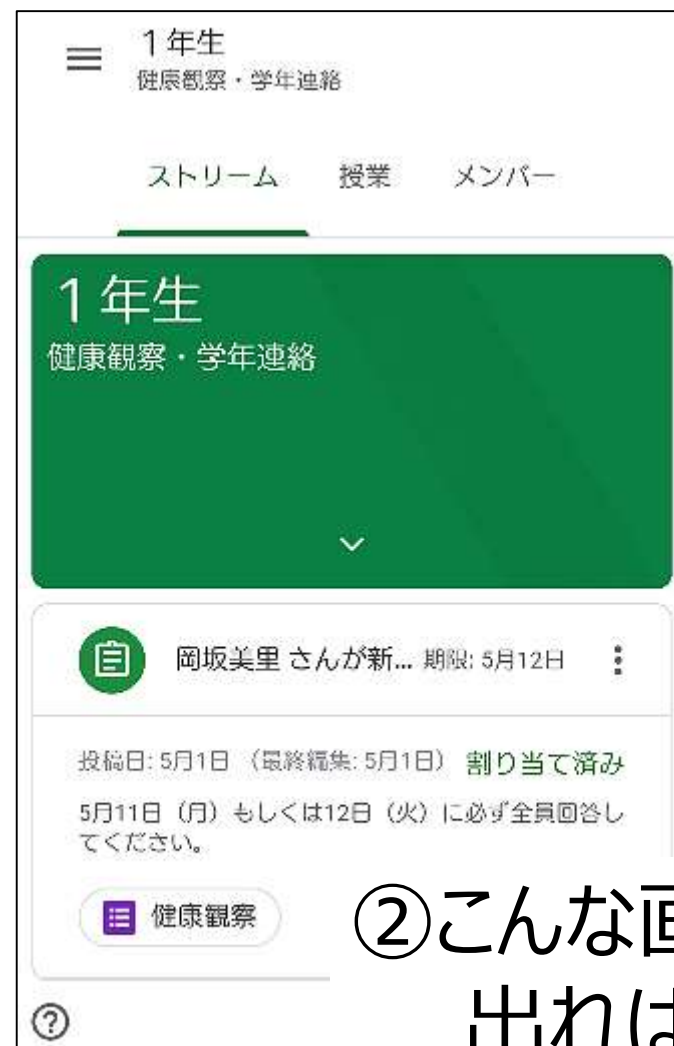 1年生
健康観察・学年連絡
ストリーム 授業 メンバー
1年生
健康観察・学年連絡
岡坂美里 さんが新... 期限: 5月12日
投稿日: 5月1日 (最終編集: 5月1日) 割り当て済み
5月11日（月）もしくは12日（火）に必ず全員回答し
てください。
健康観察
②こんな
出れ